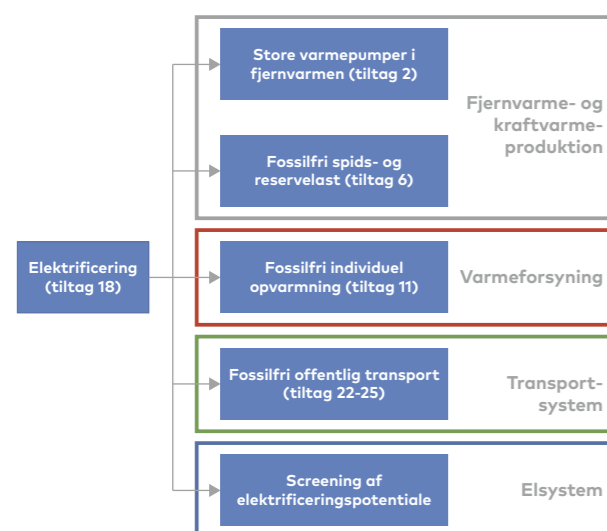 Store varmepumper i
fjernvarmen (tiltag 2)
Fjernvarme- og
kraftvarme-
produktion
Fossilfri spids- og
reservelast (tiltag 6)
Elektrificering
(tiltag 18)
Fossilfri individuel
opvarmning (tiltag 11)
Varmeforsyning
Fossilfri offentlig transport
(tiltag 22-25)
Transport-
system
Screening af
elektrificeringspotentiale
Elsystem